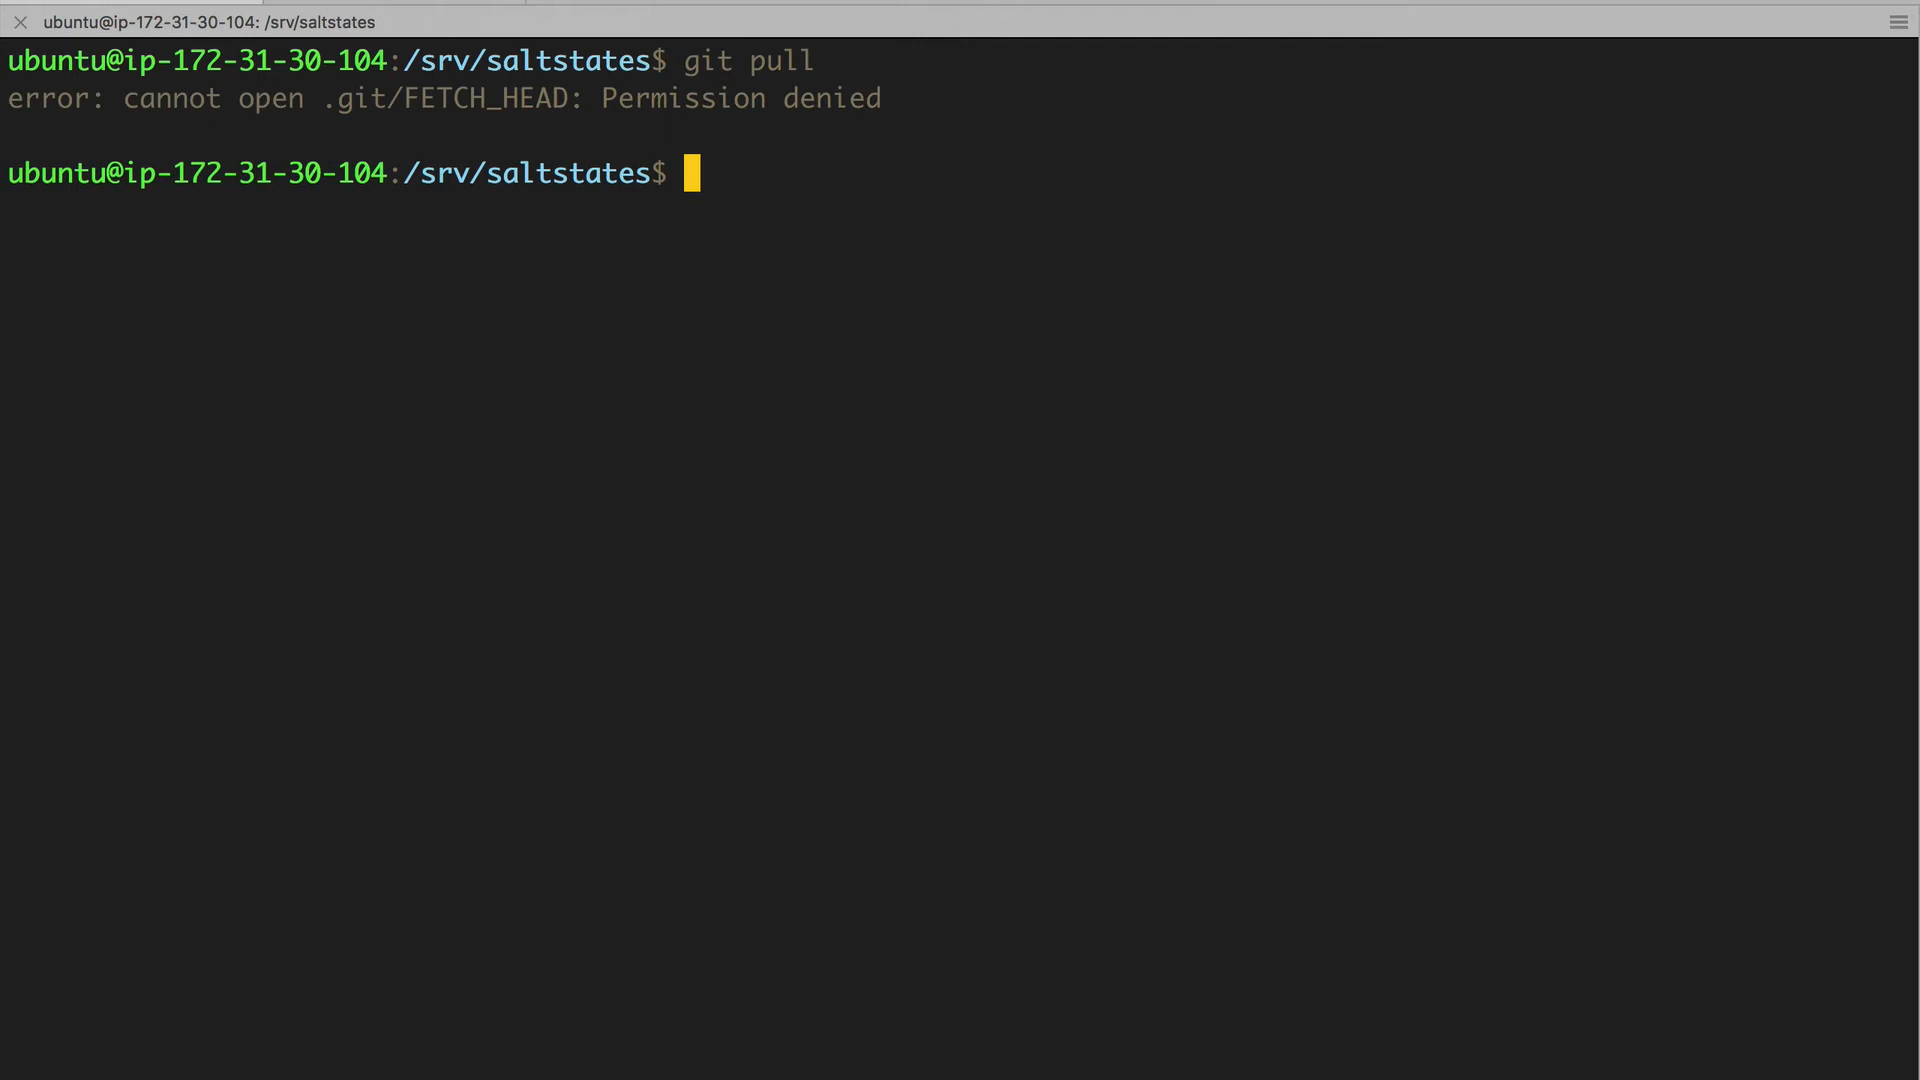 ubuntu@ip-172-31-30-104: /srv/saltstates
ubuntu@ip-172-31-30-104:/srv/saltstates$ git pull
error: cannot open .git/FETCH_HEAD: Permission denied
ubuntu@ip-172-31-30-104:/srv/saltstates$